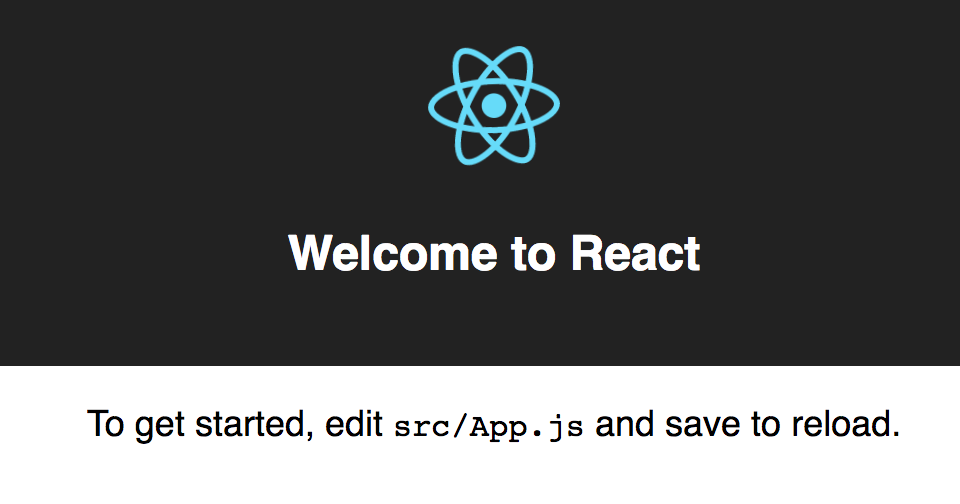 Welcome to React
To get started, edit src/App.js and save to reload.